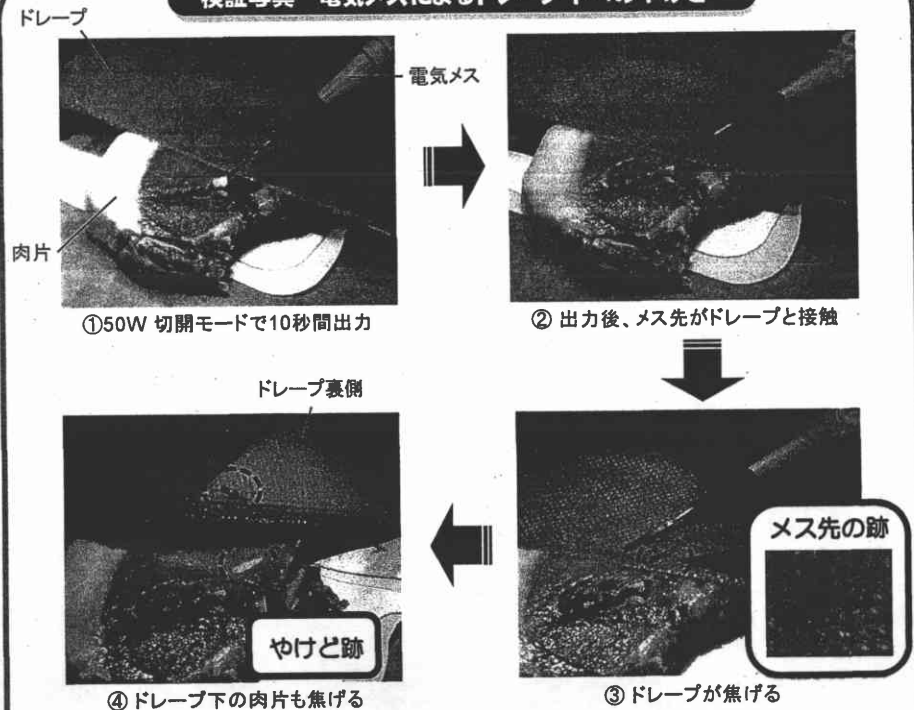 ドレープ
電気メス
肉片
①50W 切開モードで10秒間出力
② 出力後、メス先がドレープと接触
ドレープ裏側
メス先の跡
やけど跡
④ドレープ下の肉片も焦げる
③ドレープが焦げる